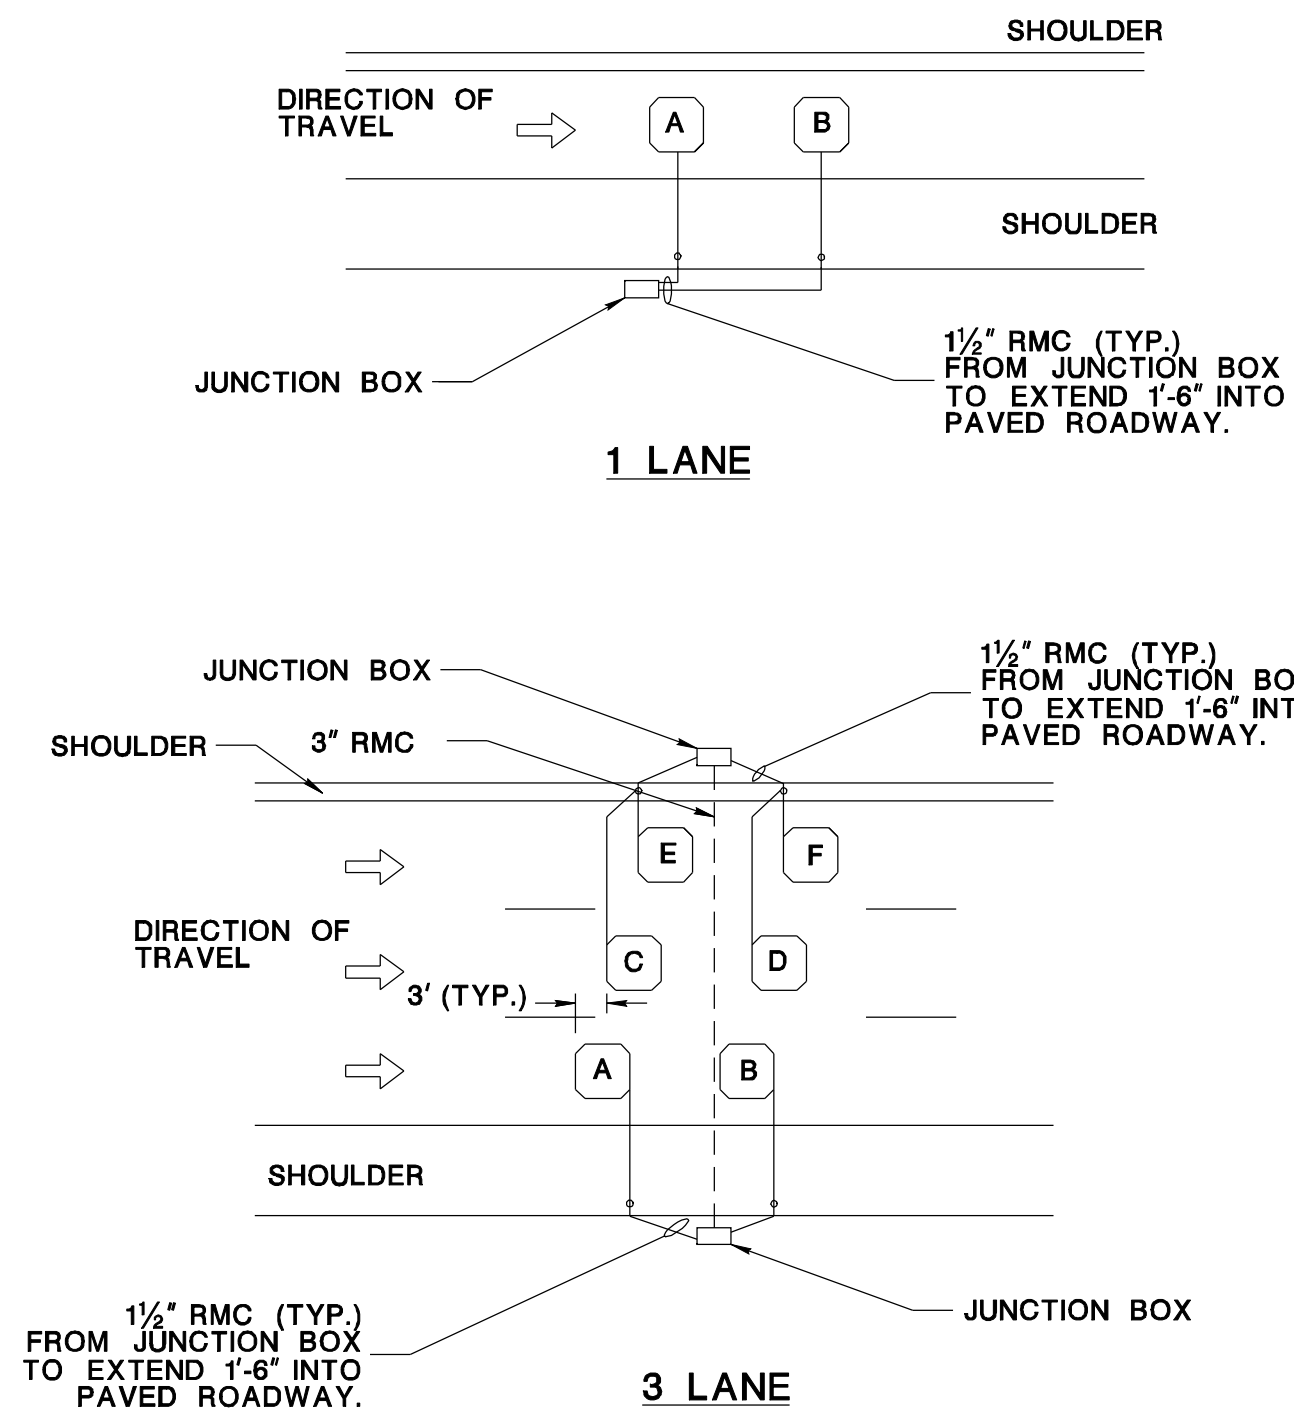 SHOULDER
DIRECTION OF
TRAVEL
A
B
SHOULDER
JUNCTION BOX
1½" RMC (TYP.)
FROM JUNCTION BOX
TO EXTEND 1'-6" INTO
PAVED ROADWAY.
1 LANE
JUNCTION BOX
1½" RMC (TYP.)
FROM JUNCTION BO
TO EXTEND 1'-6" INT
PAVED ROADWAY.
SHOULDER
3" RMC
E
F
DIRECTION OF
TRAVEL
C
D
3' (TYP.)
A
B
SHOULDER
1½" RMC (TYP.)
FROM JUNCTION BOX
TO EXTEND 1'-6" INTO
PAVED ROADWAY.
JUNCTION BOX
3 LANE